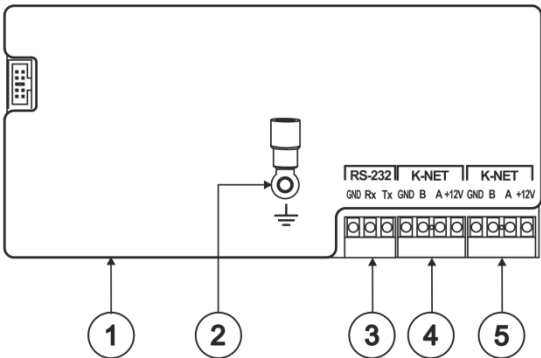 RS-232 K-NET K-NET
GND Rx Tx GND B A +12V GND B A +12V
1 2 3 4 5